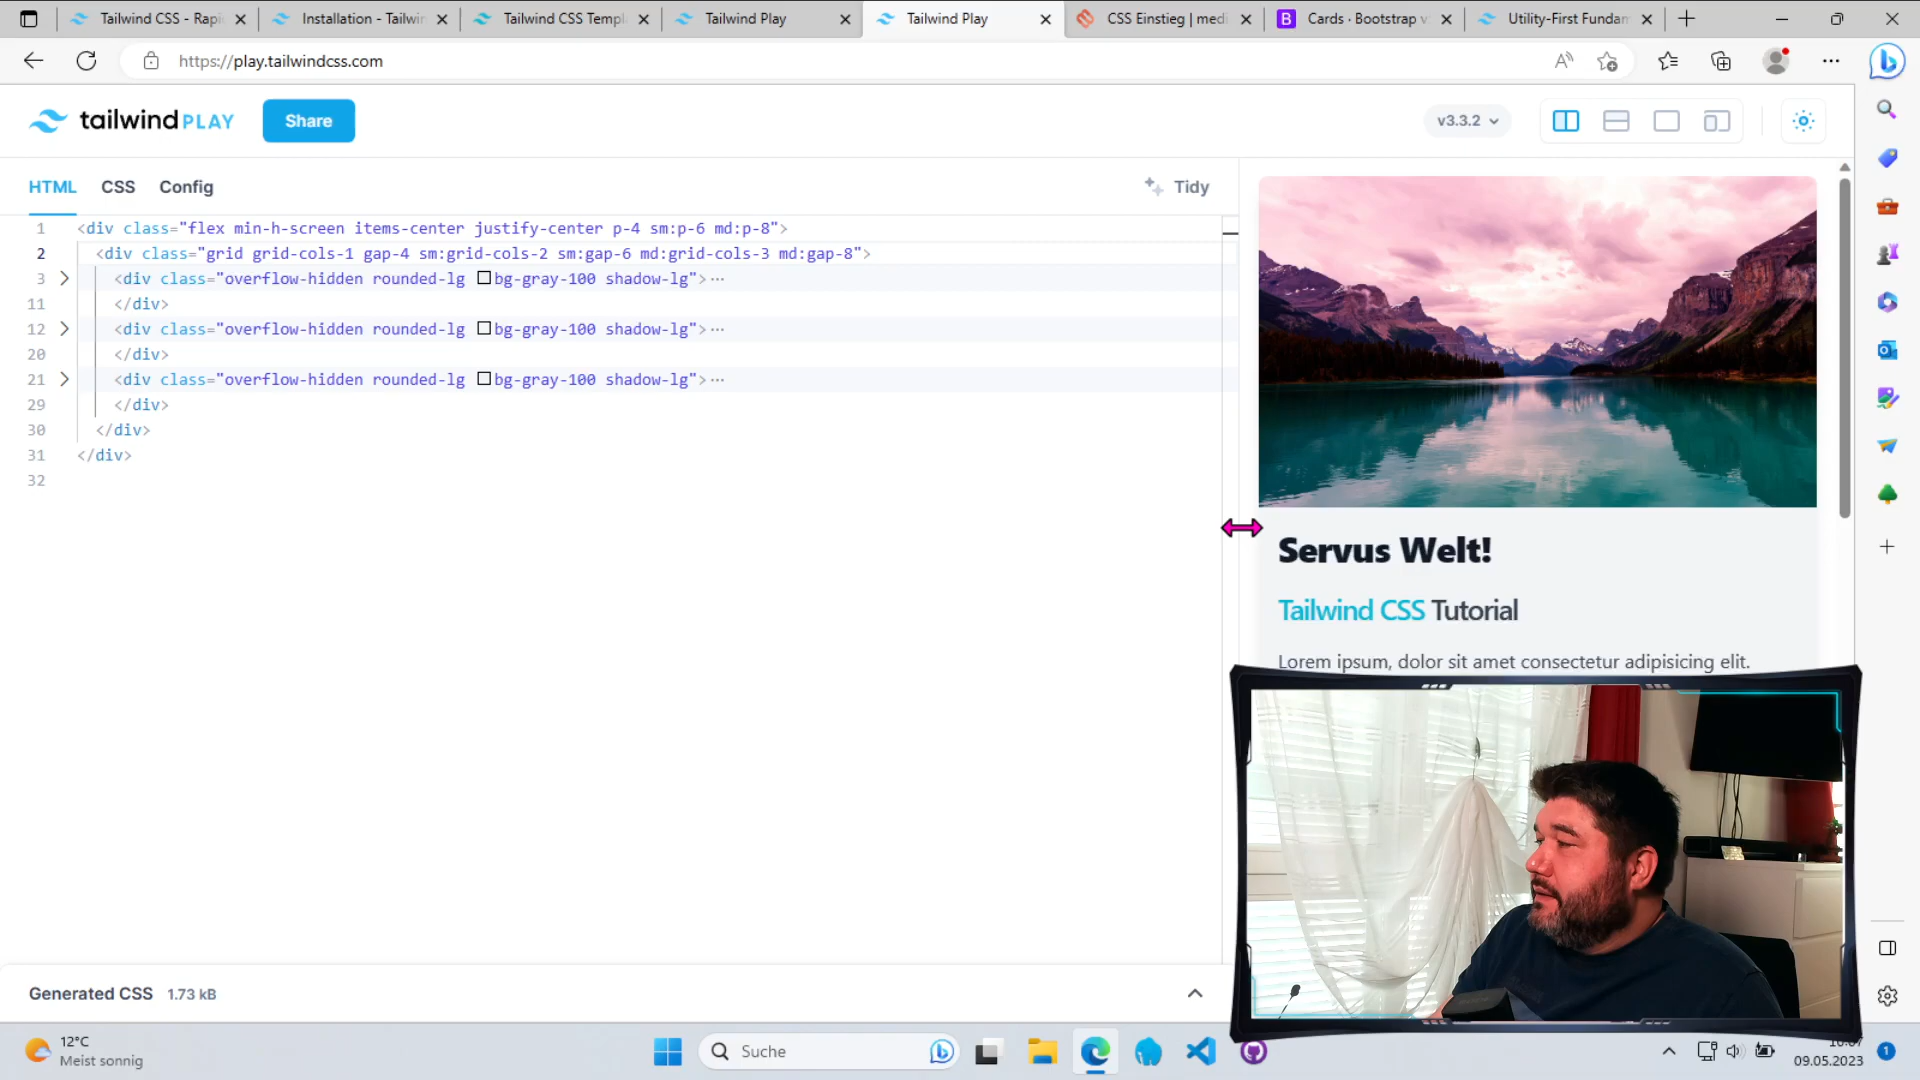 Tailwind CSS - Rapi
Installation - Tailwin
Tailwind CSS Templ
Tailwind Play
Tailwind Play
CSS Einstieg | medi
Cards · Bootstrap v
Utility-First Fundam
https://play.tailwindcss.com
tailwind PLAY
Share
v3.3.2
HTML
CSS
Config
Tidy
1 <div class="flex min-h-screen items-center justify-center p-4 sm:p-6 md:p-8">
2 <div class="grid grid-cols-1 gap-4 sm:grid-cols-2 sm:gap-6 md:grid-cols-3 md:gap-8">
3 <div class="overflow-hidden rounded-lg bg-gray-100 shadow-lg">···
11 </div>
12 <div class="overflow-hidden rounded-lg bg-gray-100 shadow-lg">···
20 </div>
21 <div class="overflow-hidden rounded-lg bg-gray-100 shadow-lg">···
29 </div>
30 </div>
31 </div>
32
Servus Welt!
Tailwind CSS Tutorial
Lorem ipsum, dolor sit amet consectetur adipisicing elit.
Generated CSS 1.73 kB
12°C
Meist sonnig
Suche
09.05.2023
1